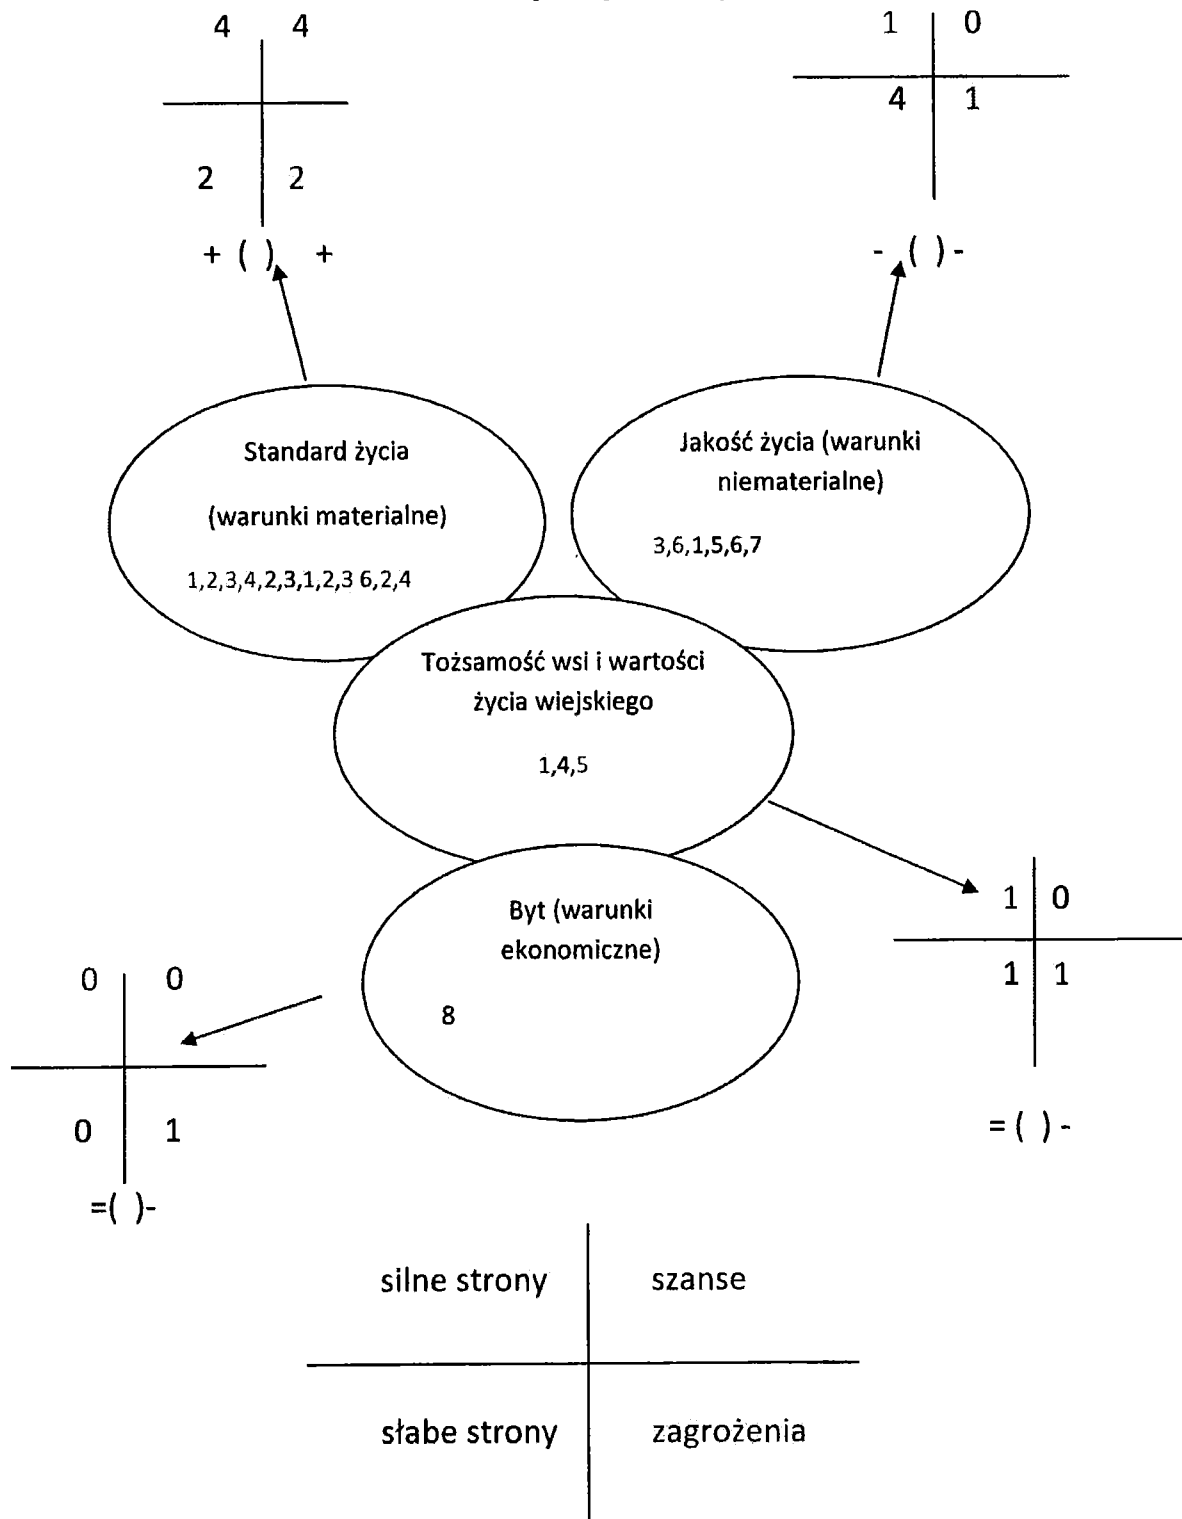 4 4
2 2
+ ( ) +
1 0
4 1
- ( ) -
Standard życia
(warunki materialne)
1,2,3,4,2,3,1,2,3 6,2,4
Jakość życia (warunki
niematerialne)
3,6,1,5,6,7
Tożsamość wsi i wartości
życia wiejskiego
1,4,5
1 0
1 1
= ( ) -
Byt (warunki
ekonomiczne)
8
0 0
0 1
=( )-
silne strony szanse
słabe strony zagrożenia